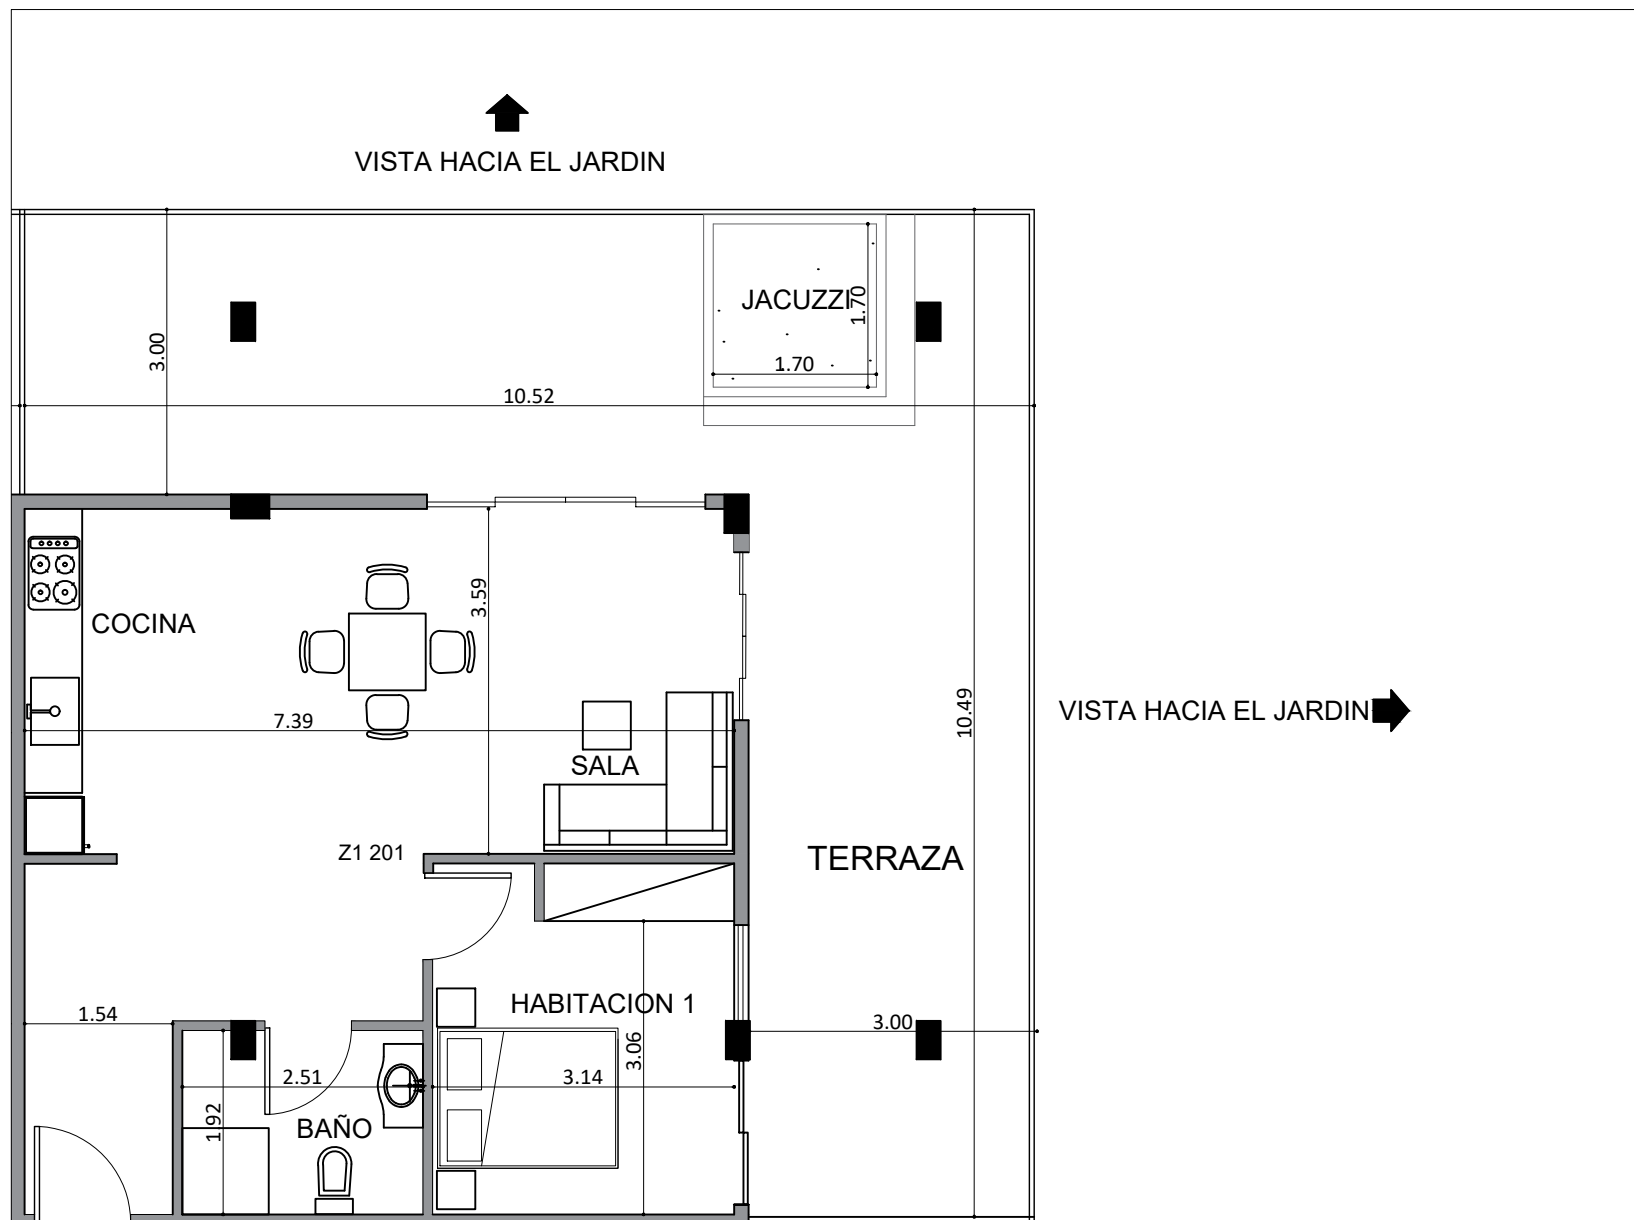 VISTA HACIA EL JARDIN
JACUZZI
1.70
3.00
1.70
10.52
3.59
COCINA
10.49
VISTA HACIA EL JARDIN
7.39
SALA
Z1 201
TERRAZA
HABITACION 1
1.54
3.00
3.06
2.51
3.14
1.92
BAÑO